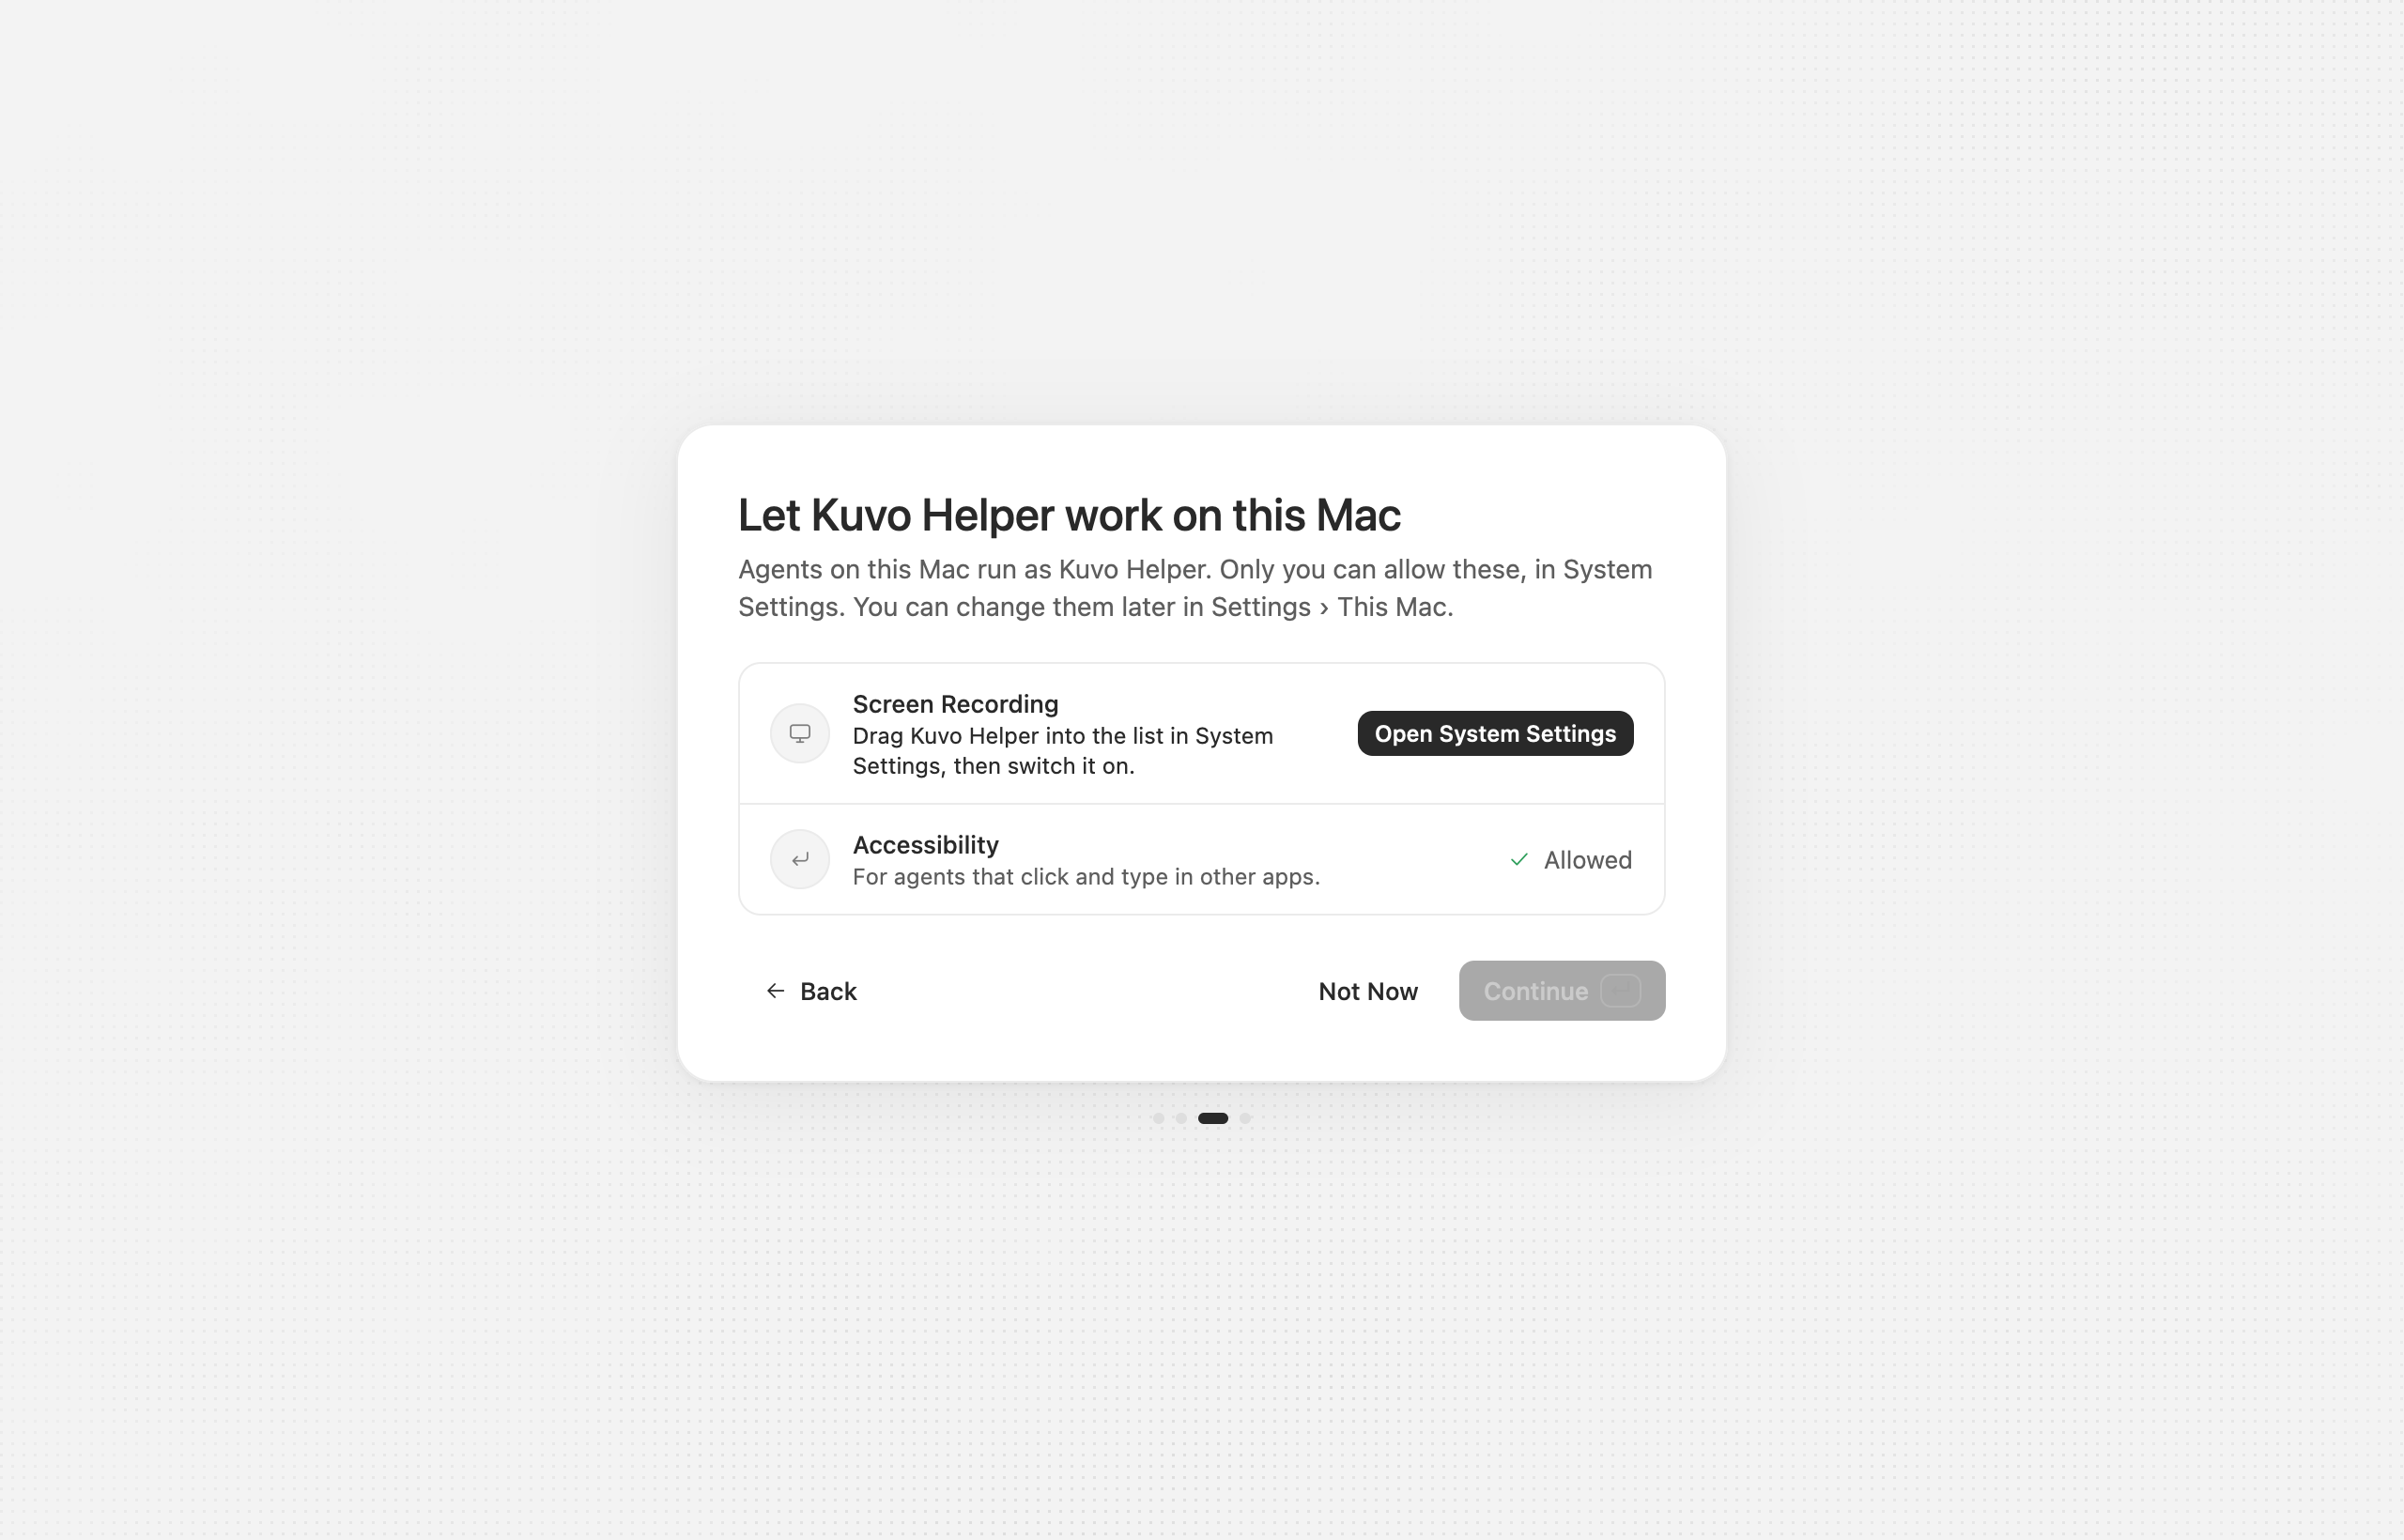 Let Kuvo Helper work on this Mac
Agents on this Mac run as Kuvo Helper. Only you can allow these, in System
Settings. You can change them later in Settings › This Mac.
Screen Recording
Drag Kuvo Helper into the list in System
Settings, then switch it on.
Open System Settings
Accessibility
For agents that click and type in other apps.
Allowed
Back
Not Now
Continue